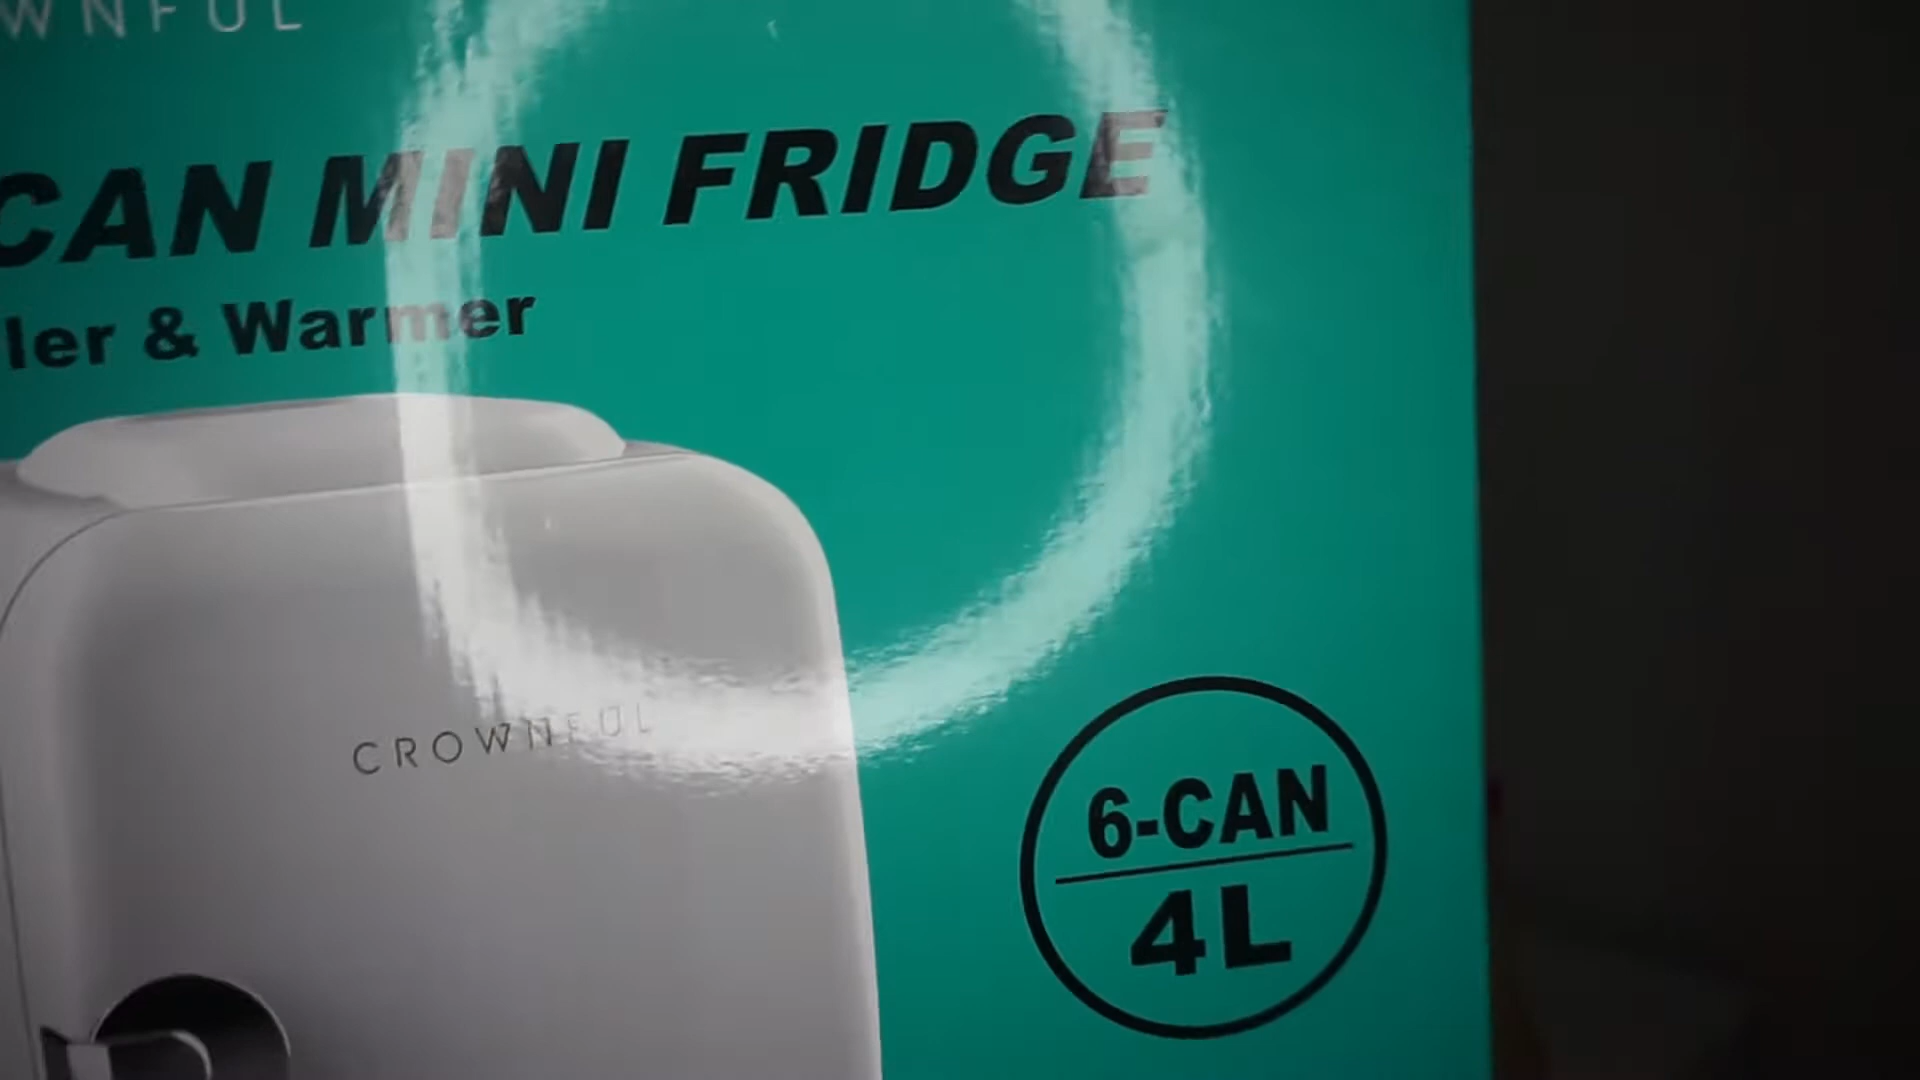 WNFUL
CAN MINI FRIDGE
ler & Warmer
CROWNFUL
6-CAN
4L